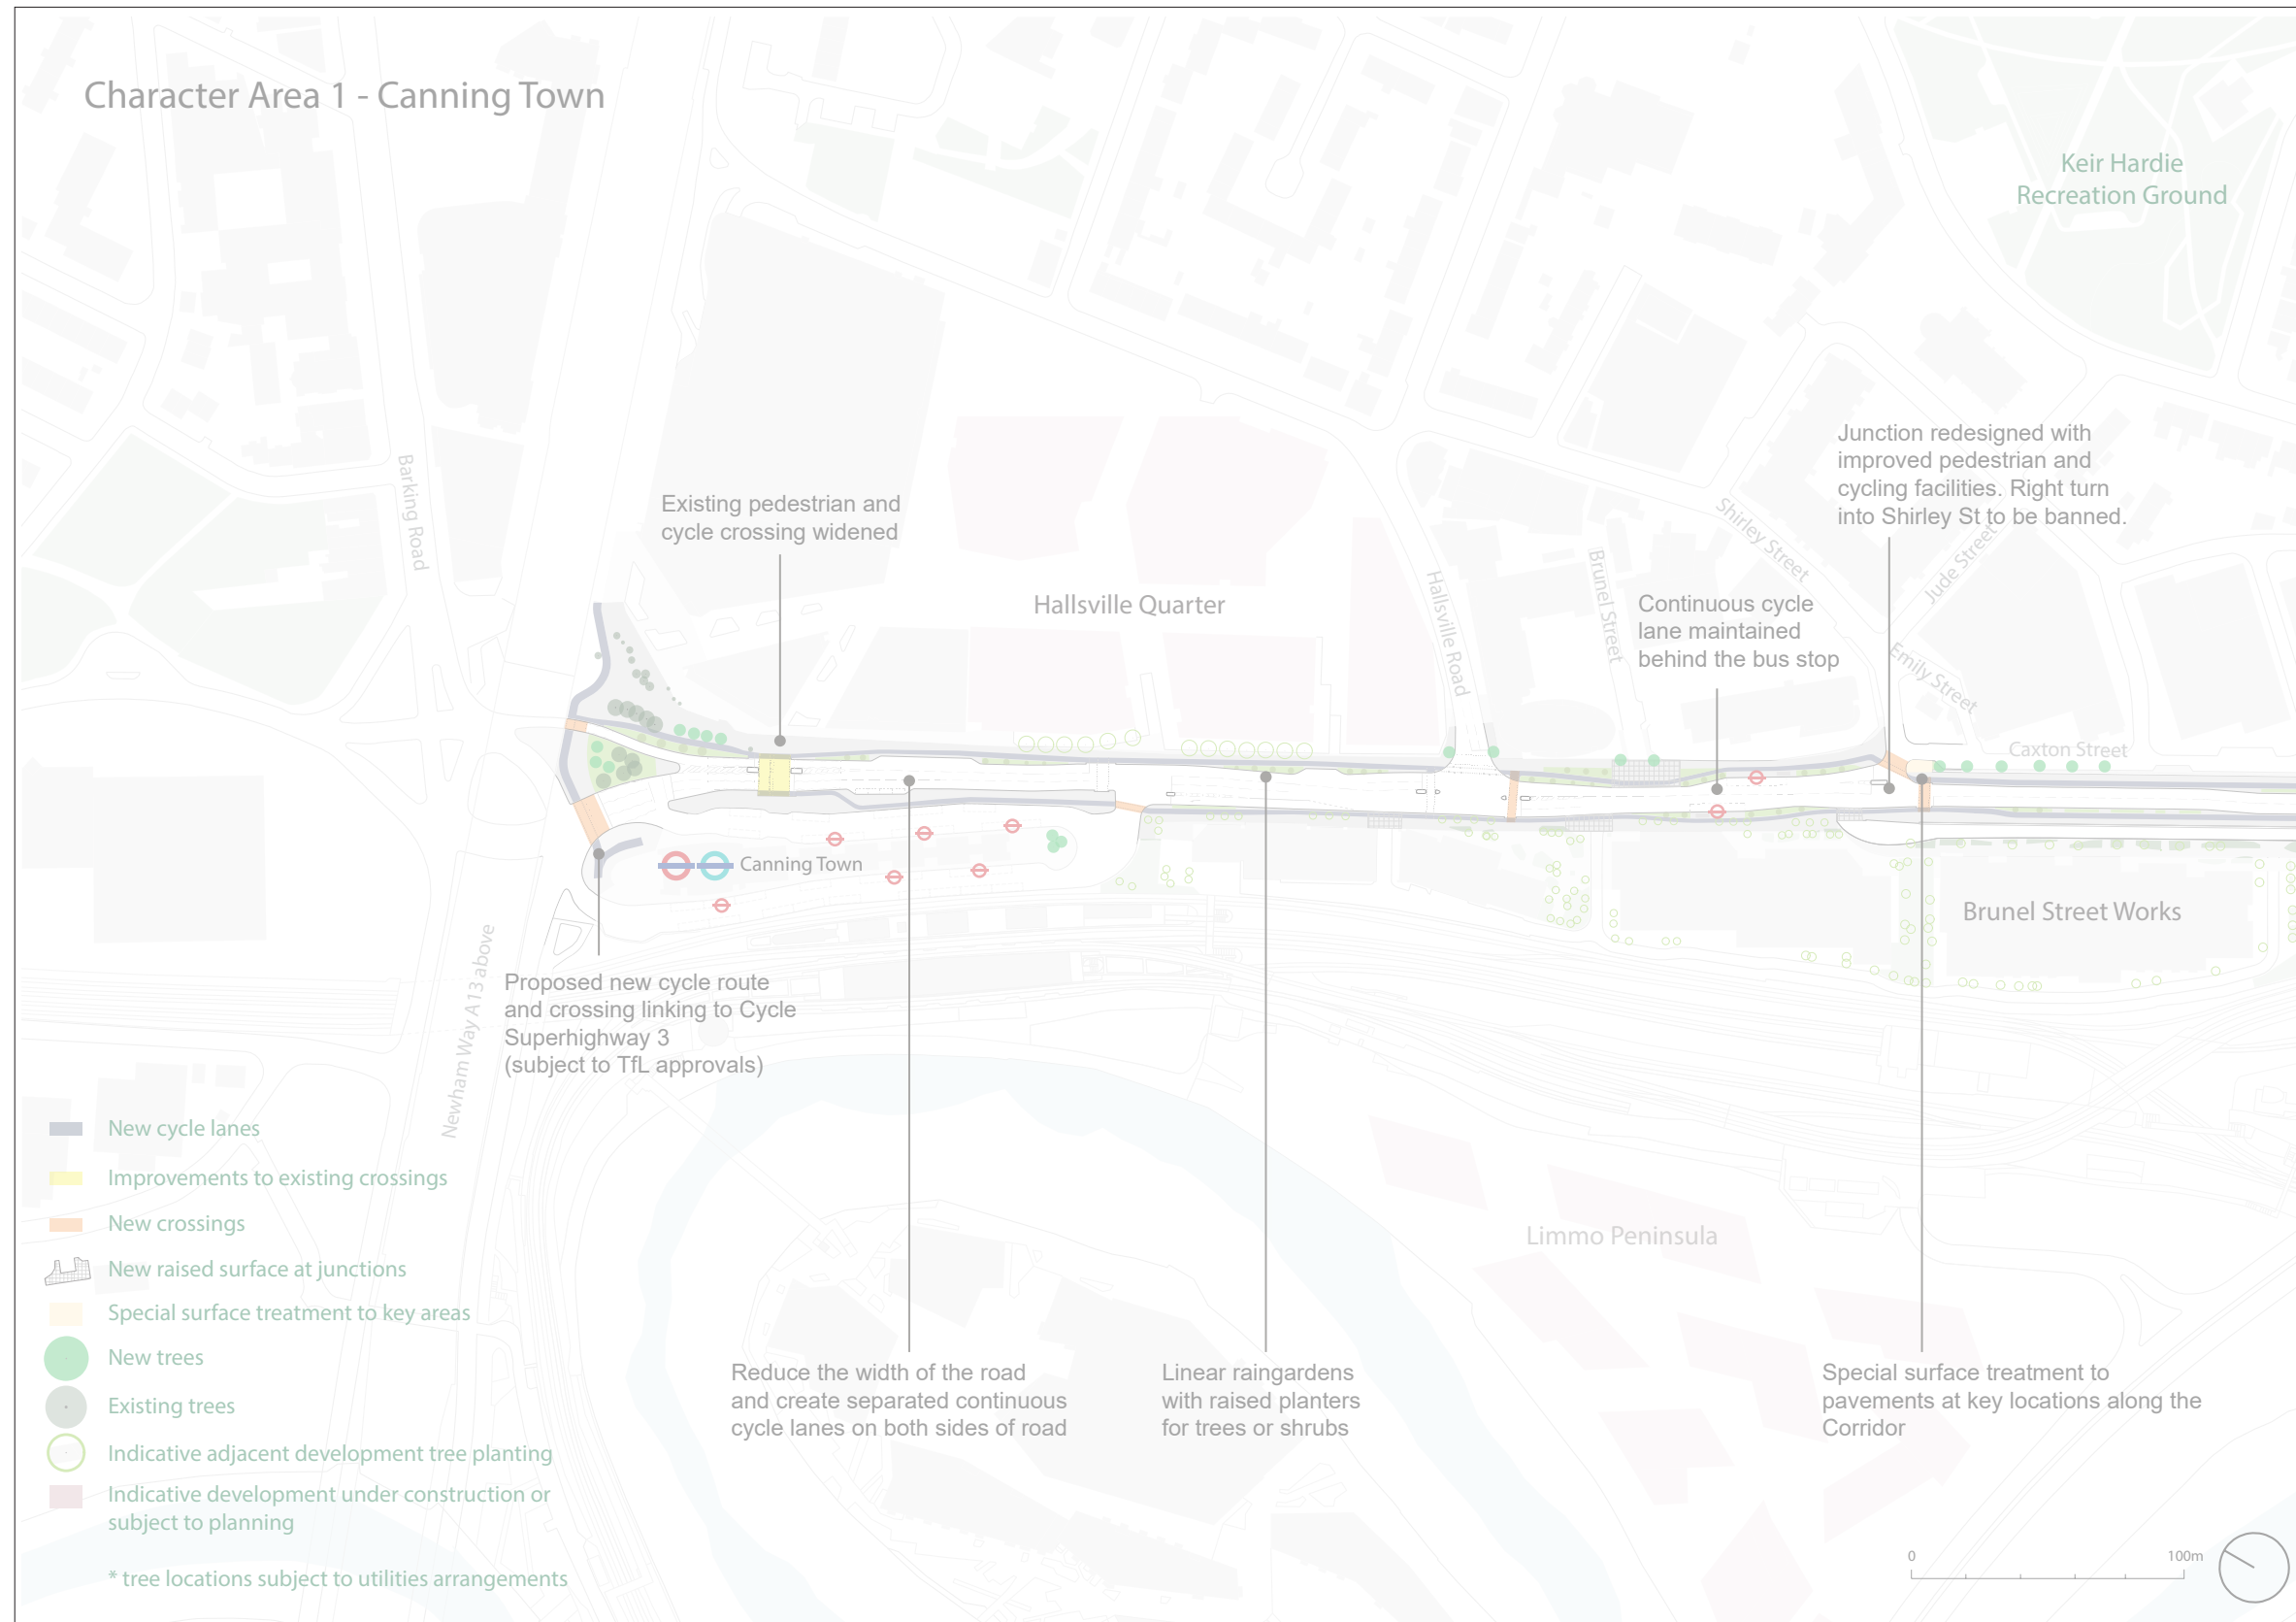 Character Area 1 - Canning Town
Keir Hardie
Recreation Ground
Junction redesigned with
improved pedestrian and
cycling facilities. Right turn
into Shirley St to be banned.
Existing pedestrian and
cycle crossing widened
Barking Road
Hallsville Quarter
Hallsville Road
Brunel Street
Shirley Street
Jude Street
Emily Street
Continuous cycle
lane maintained
behind the bus stop
Caxton Street
Canning Town
Brunel Street Works
Newham Way A13 above
Proposed new cycle route
and crossing linking to Cycle
Superhighway 3
(subject to TfL approvals)
Limmo Peninsula
New cycle lanes
Improvements to existing crossings
New crossings
New raised surface at junctions
Special surface treatment to key areas
New trees
Existing trees
Indicative adjacent development tree planting
Indicative development under construction or
subject to planning
* tree locations subject to utilities arrangements
Reduce the width of the road
and create separated continuous
cycle lanes on both sides of road
Linear raingardens
with raised planters
for trees or shrubs
Special surface treatment to
pavements at key locations along the
Corridor
0
100m